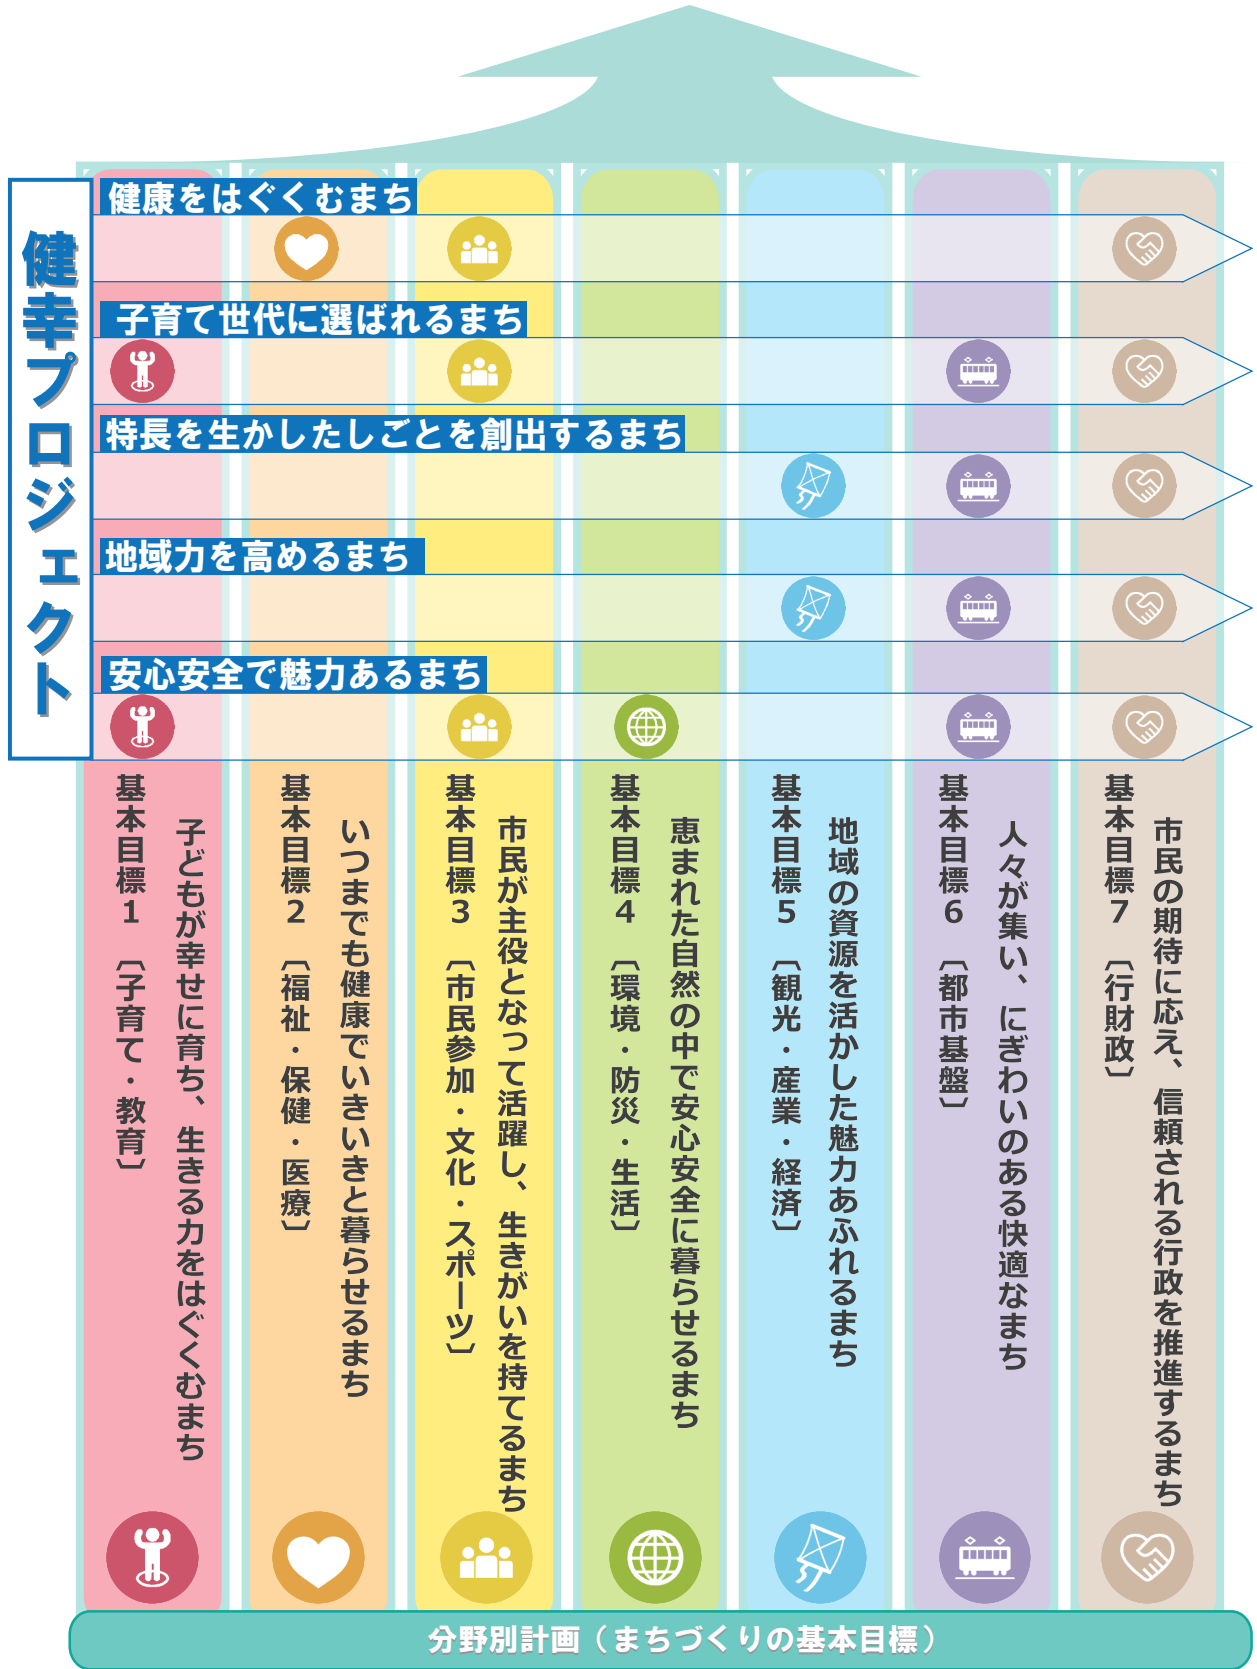 健幸プロジェクト
健康をはぐくむまち
子育て世代に選ばれるまち
特長を生かしたしごとを創出するまち
地域力を高めるまち
安心安全で魅力あるまち
基本目標1〔子育て・教育〕
子どもが幸せに育ち、生きる力をはぐくむまち
基本目標2〔福祉・保健・医療〕
いつまでも健康でいきいきと暮らせるまち
基本目標3〔市民参加・文化・スポーツ〕
市民が主役となって活躍し、生きがいを持てるまち
基本目標4〔環境・防災・生活〕
恵まれた自然の中で安心安全に暮らせるまち
基本目標5〔観光・産業・経済〕
地域の資源を活かした魅力あふれるまち
基本目標6〔都市基盤〕
人々が集い、にぎわいのある快適なまち
基本目標7〔行財政〕
市民の期待に応え、信頼される行政を推進するまち
分野別計画（まちづくりの基本目標）